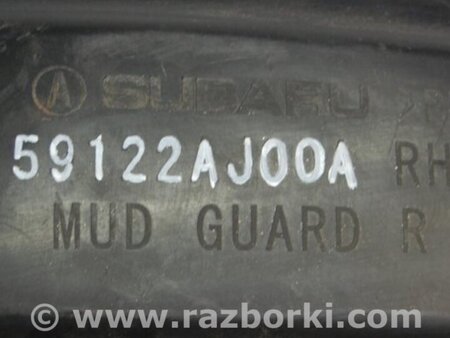 Ⓐ SUBARU
59122AJ00A RH
MUD GUARD R
© www.razborki.com